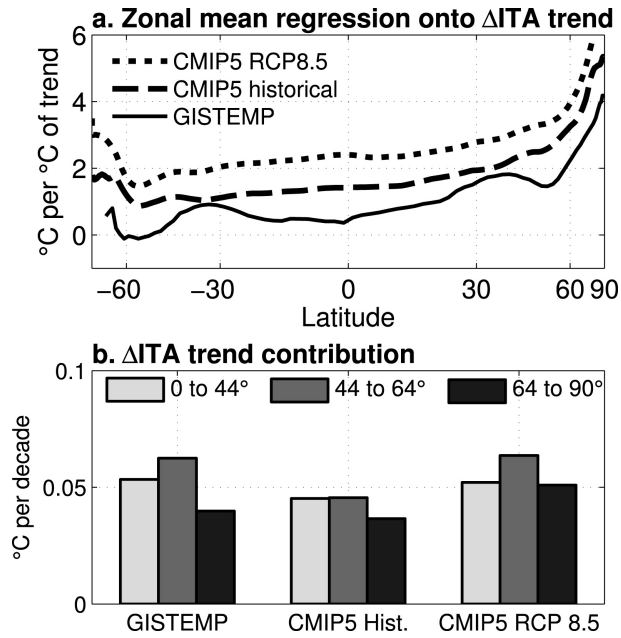 a. Zonal mean regression onto ΔITA trend
°C per °C of trend
6
4
2
0
CMIP5 RCP8.5
CMIP5 historical
GISTEMP
−60
−30
0
30
60
90
Latitude
b. ΔITA trend contribution
°C per decade
0.1
0.05
0
0 to 44°
44 to 64°
64 to 90°
GISTEMP
CMIP5 Hist.
CMIP5 RCP 8.5